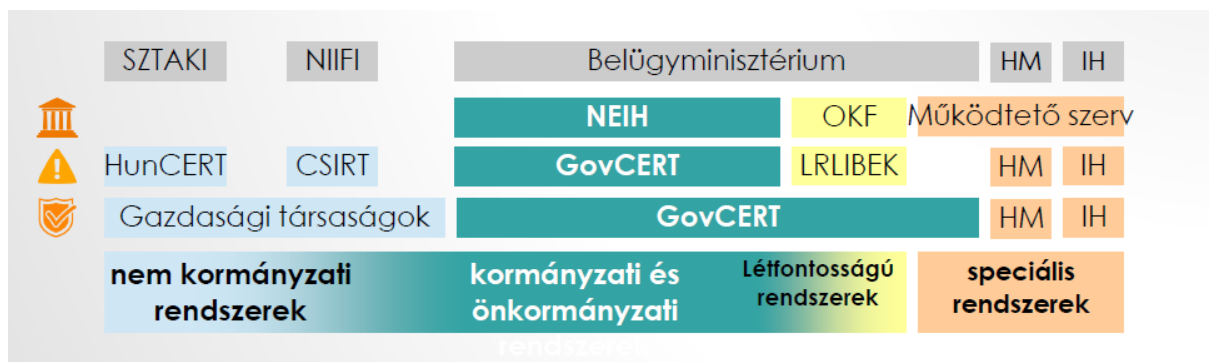 SZTAKI NIIFI Belügyminisztérium HM IH
NEIH OKF Működtető szerv
HunCERT CSIRT GovCERT LRLIBEK HM IH
Gazdasági társaságok GovCERT HM IH
nem kormányzati
rendszerek
kormányzati és
önkormányzati
rendszerek
Létfontosságú
rendszerek
speciális
rendszerek